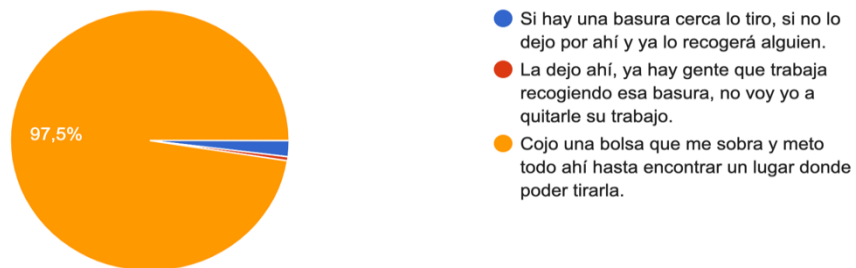 97,5%
Si hay una basura cerca lo tiro, si no lo
dejo por ahí y ya lo recogerá alguien.
La dejo ahí, ya hay gente que trabaja
recogiendo esa basura, no voy yo a
quitarle su trabajo.
Cojo una bolsa que me sobra y meto
todo ahí hasta encontrar un lugar donde
poder tirarla.